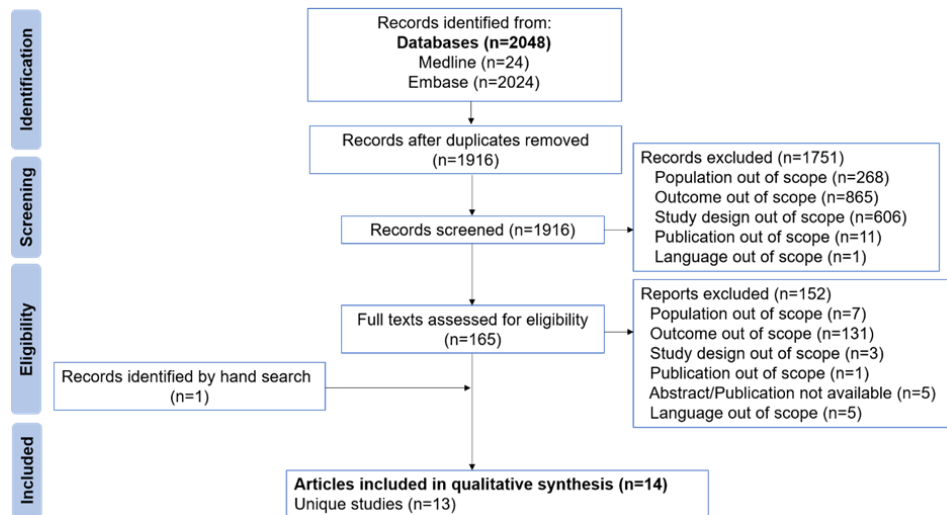 Identification
Records identified from:
Databases (n=2048)
Medline (n=24)
Embase (n=2024)
Records after duplicates removed
(n=1916)
Screening
Records screened (n=1916)
Records excluded (n=1751)
Population out of scope (n=268)
Outcome out of scope (n=865)
Study design out of scope (n=606)
Publication out of scope (n=11)
Language out of scope (n=1)
Eligibility
Full texts assessed for eligibility
(n=165)
Reports excluded (n=152)
Population out of scope (n=7)
Outcome out of scope (n=131)
Study design out of scope (n=3)
Publication out of scope (n=1)
Abstract/Publication not available (n=5)
Language out of scope (n=5)
Records identified by hand search
(n=1)
Included
Articles included in qualitative synthesis (n=14)
Unique studies (n=13)